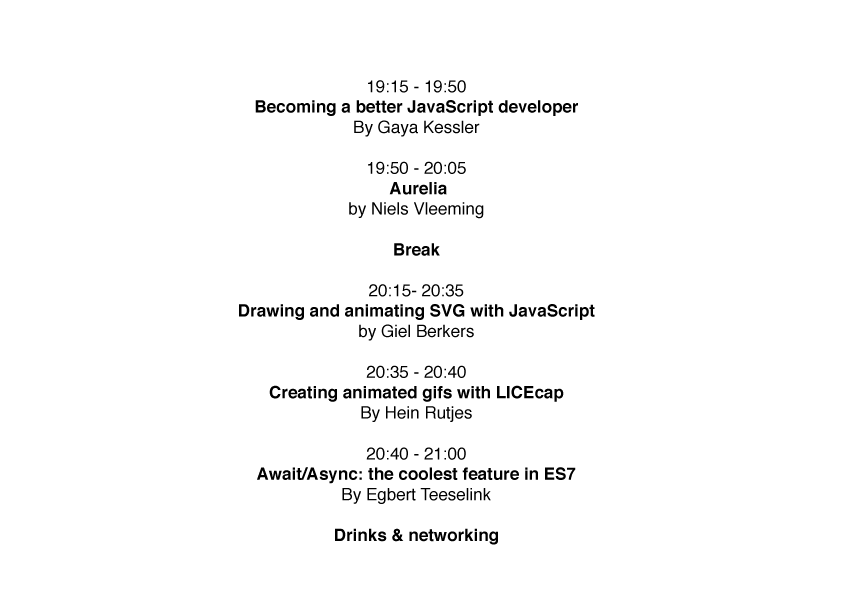 19:15 - 19:50
Becoming a better JavaScript developer
By Gaya Kessler
19:50 - 20:05
Aurelia
by Niels Vleeming
Break
20:15- 20:35
Drawing and animating SVG with JavaScript
by Giel Berkers
20:35 - 20:40
Creating animated gifs with LICEcap
By Hein Rutjes
20:40 - 21:00
Await/Async: the coolest feature in ES7
By Egbert Teeselink
Drinks & networking